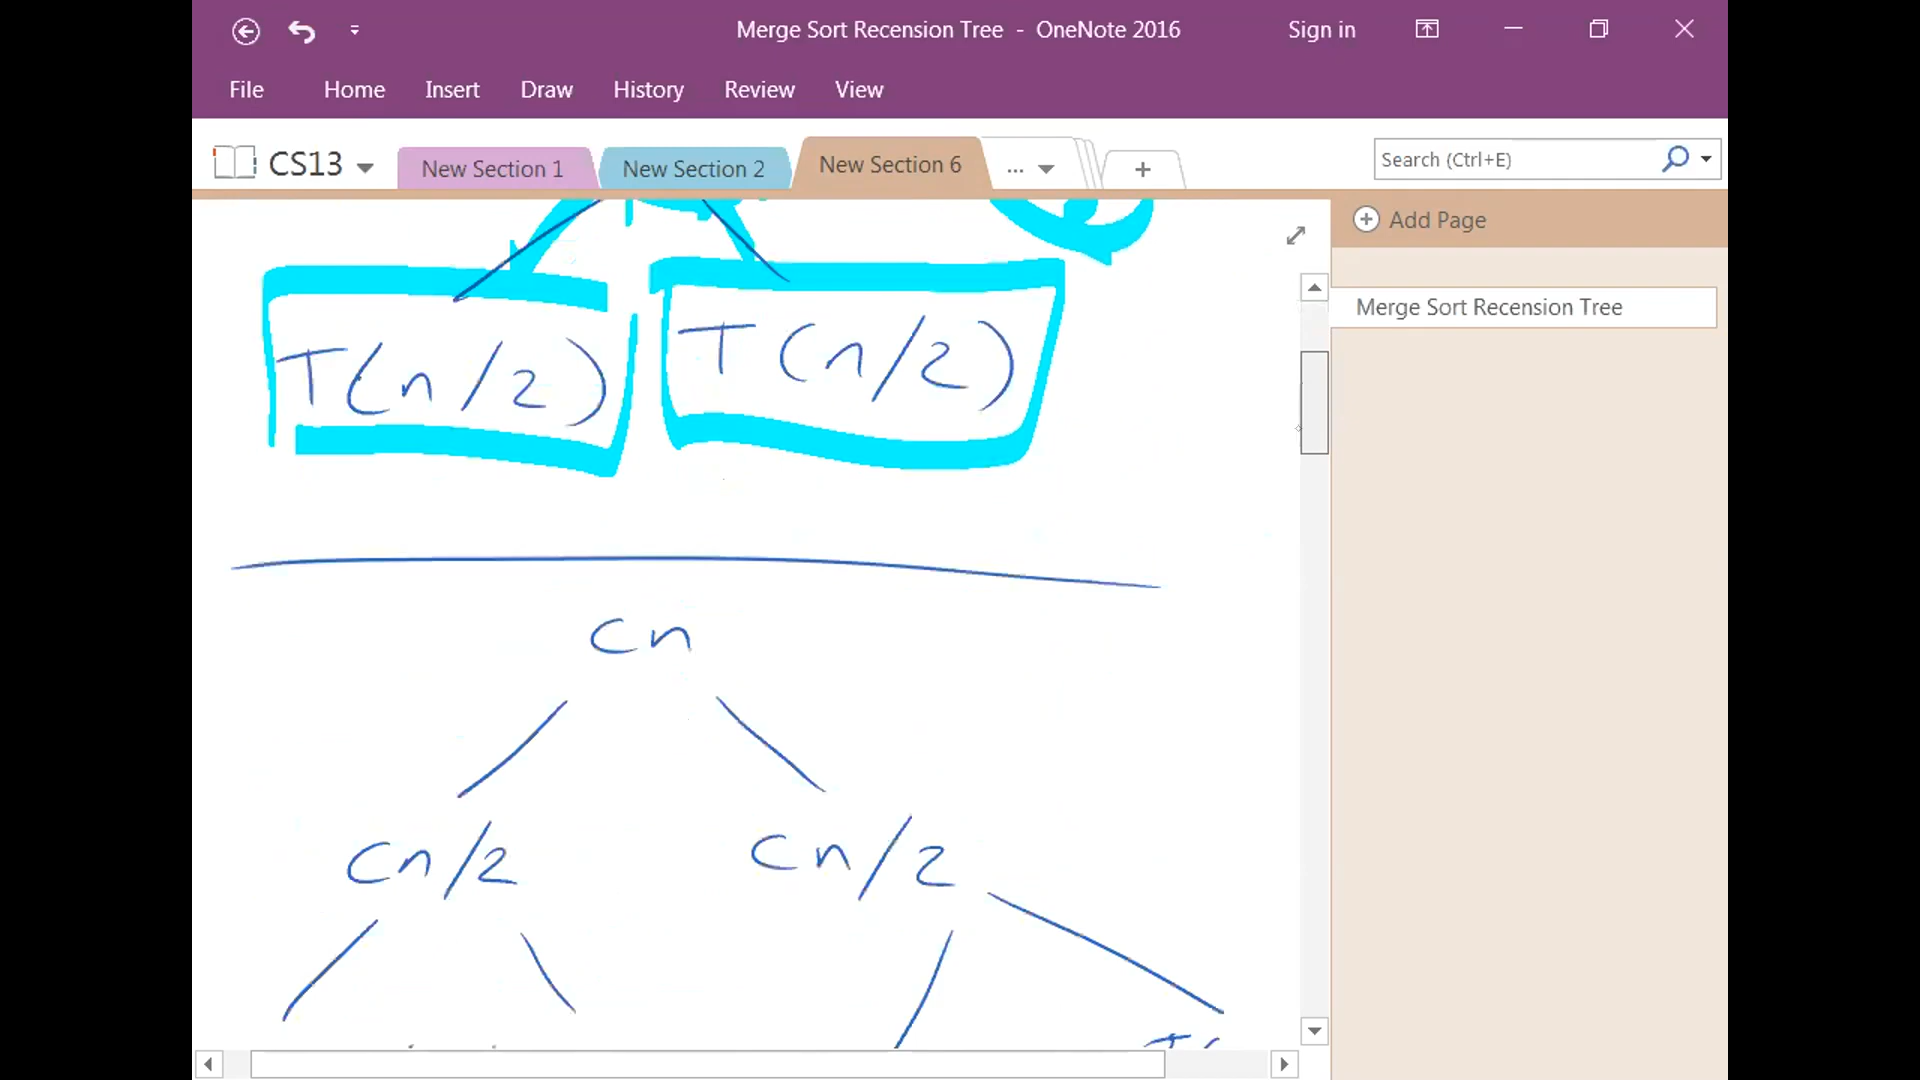 Merge Sort Recension Tree - OneNote 2016
Sign in
File Home Insert Draw History Review View
CS13
New Section 1
New Section 2
New Section 6
...
Search (Ctrl+E)
Add Page
Merge Sort Recension Tree
T(n/2) T(n/2)
Cn
Cn/2 Cn/2